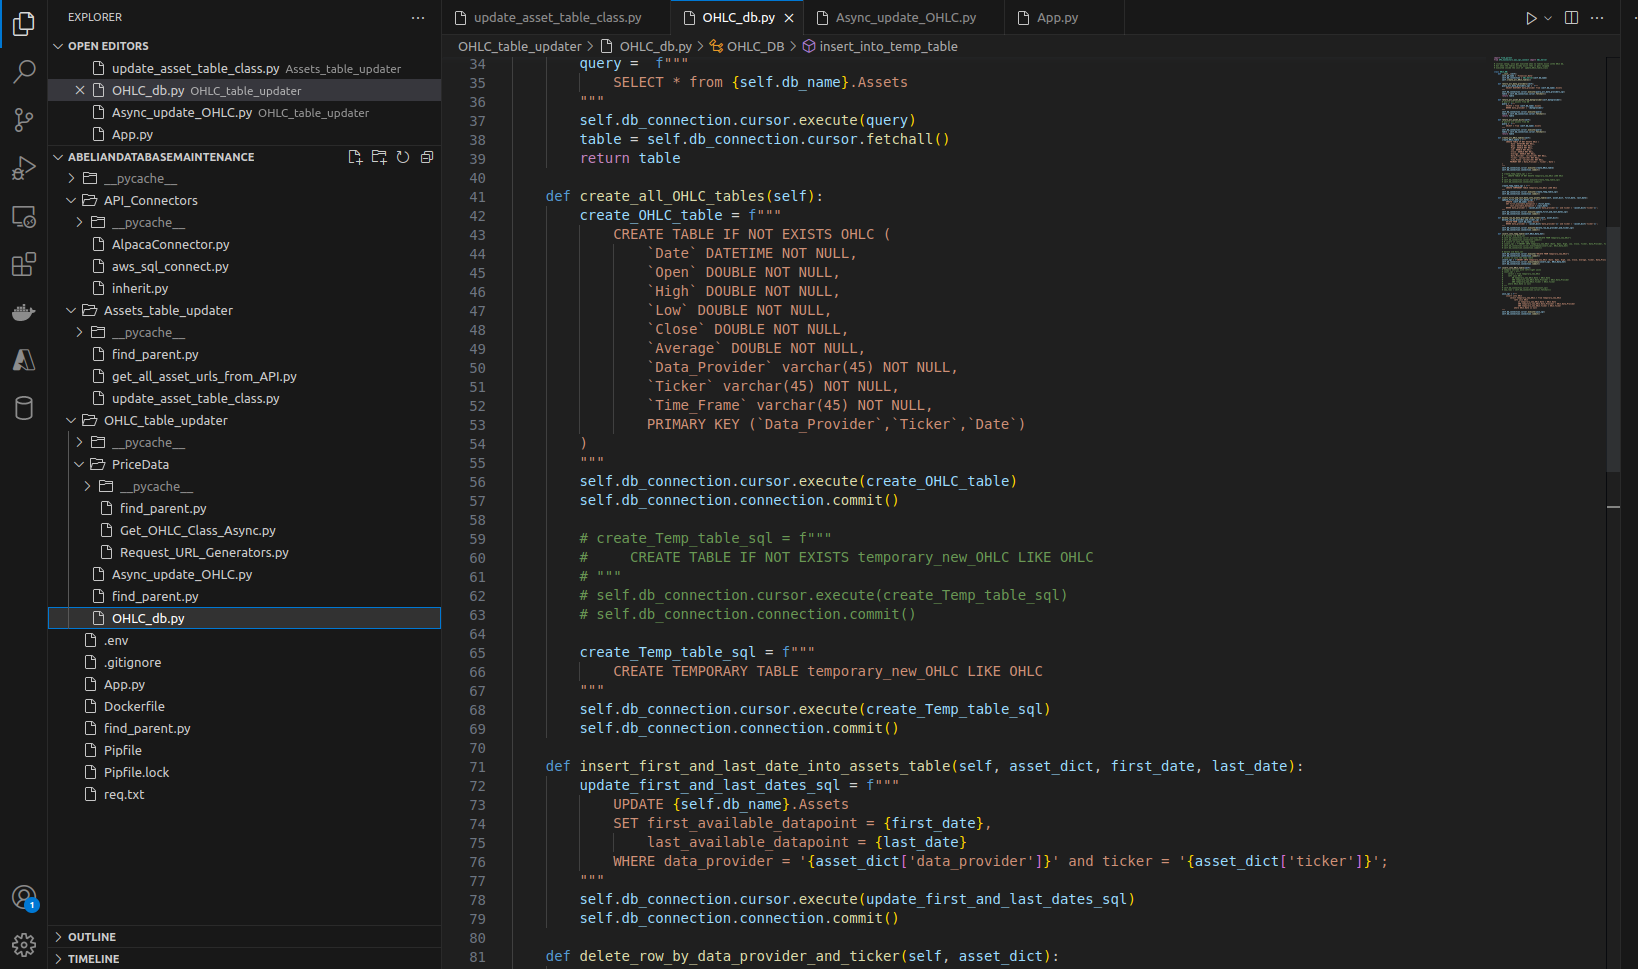 EXPLORER
OPEN EDITORS
update_asset_table_class.py Assets_table_updater
OHLC_db.py OHLC_table_updater
Async_update_OHLC.py OHLC_table_updater
App.py
ABELIANDATABASEMAINTENANCE
__pycache__
API_Connectors
__pycache__
AlpacaConnector.py
aws_sql_connect.py
inherit.py
Assets_table_updater
__pycache__
find_parent.py
get_all_asset_urls_from_API.py
update_asset_table_class.py
OHLC_table_updater
__pycache__
PriceData
__pycache__
find_parent.py
Get_OHLC_Class_Async.py
Request_URL_Generators.py
Async_update_OHLC.py
find_parent.py
OHLC_db.py
.env
.gitignore
App.py
Dockerfile
find_parent.py
Pipfile
Pipfile.lock
req.txt
1
OUTLINE
TIMELINE
update_asset_table_class.py OHLC_db.py Async_update_OHLC.py App.py
OHLC_table_updater > OHLC_db.py > OHLC_DB > insert_into_temp_table
34 query = f"""
35 SELECT * from {self.db_name}.Assets
36 """
37 self.db_connection.cursor.execute(query)
38 table = self.db_connection.cursor.fetchall()
39 return table
40
41 def create_all_OHLC_tables(self):
42 create_OHLC_table = f"""
43 CREATE TABLE IF NOT EXISTS OHLC (
44 `Date` DATETIME NOT NULL,
45 `Open` DOUBLE NOT NULL,
46 `High` DOUBLE NOT NULL,
47 `Low` DOUBLE NOT NULL,
48 `Close` DOUBLE NOT NULL,
49 `Average` DOUBLE NOT NULL,
50 `Data_Provider` varchar(45) NOT NULL,
51 `Ticker` varchar(45) NOT NULL,
52 `Time_Frame` varchar(45) NOT NULL,
53 PRIMARY KEY (`Data_Provider`,`Ticker`,`Date`)
54 )
55 """
56 self.db_connection.cursor.execute(create_OHLC_table)
57 self.db_connection.connection.commit()
58
59 # create_Temp_table_sql = f"""
60 # CREATE TABLE IF NOT EXISTS temporary_new_OHLC LIKE OHLC
61 # """
62 # self.db_connection.cursor.execute(create_Temp_table_sql)
63 # self.db_connection.connection.commit()
64
65 create_Temp_table_sql = f"""
66 CREATE TEMPORARY TABLE temporary_new_OHLC LIKE OHLC
67 """
68 self.db_connection.cursor.execute(create_Temp_table_sql)
69 self.db_connection.connection.commit()
70
71 def insert_first_and_last_date_into_assets_table(self, asset_dict, first_date, last_date):
72 update_first_and_last_dates_sql = f"""
73 UPDATE {self.db_name}.Assets
74 SET first_available_datapoint = {first_date},
75 last_available_datapoint = {last_date}
76 WHERE data_provider = '{asset_dict['data_provider']}' and ticker = '{asset_dict['ticker']}';
77 """
78 self.db_connection.cursor.execute(update_first_and_last_dates_sql)
79 self.db_connection.connection.commit()
80
81 def delete_row_by_data_provider_and_ticker(self, asset_dict):